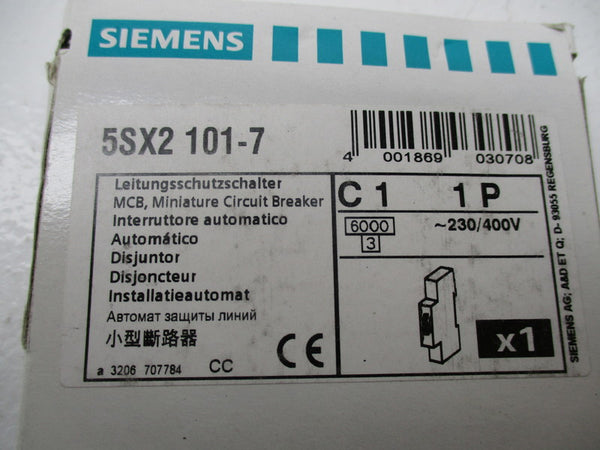 SIEMENS
5SX2 101-7
4 001869 030708
Leitungsschutzschalter
MCB, Miniature Circuit Breaker
Interruttore automatico
Automático
Disjuntor
Disjoncteur
Installatieautomat
Автомат защиты линий
小型斷路器
a 3206 707784 CC
CE
C 1 1 P
6000
3
~230/400V
x1
SIEMENS AG; A&D ET Q; D- 93055 REGENSBURG